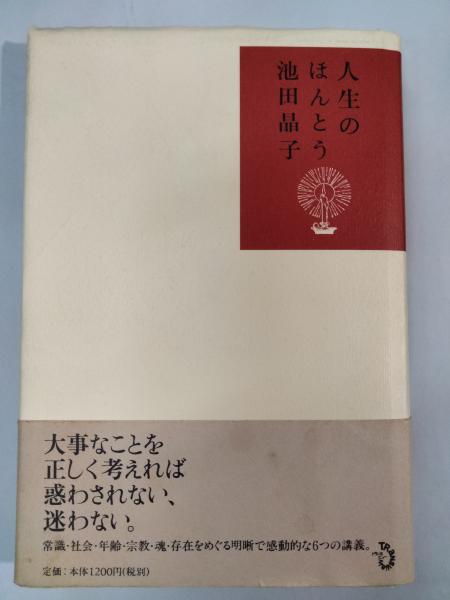 人生の
ほんとう
池田晶子
大事なことを
正しく考えれば
惑わされない、
迷わない。
常識・社会・年齢・宗教・魂・存在をめぐる明晰で感動的な6つの講義。
定価:本体1200円(税別)